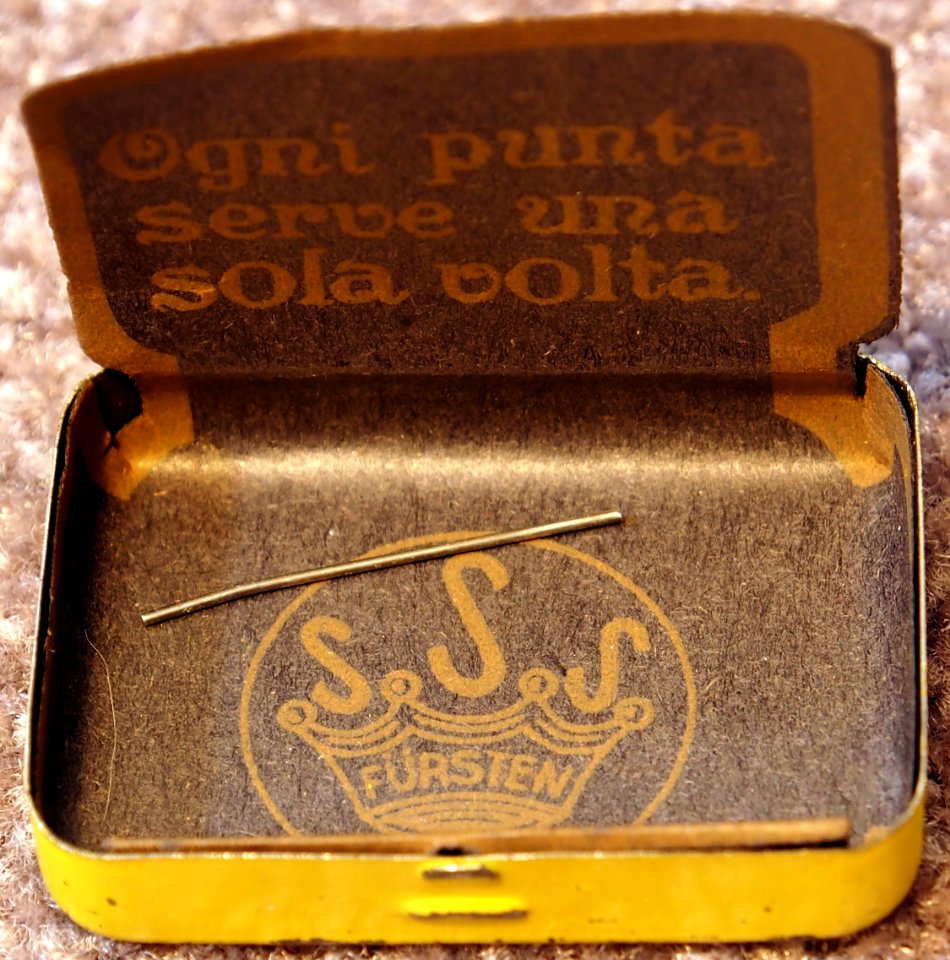 Ogni punta
serve una
sola volta.
S.S.S
FÜRSTEN